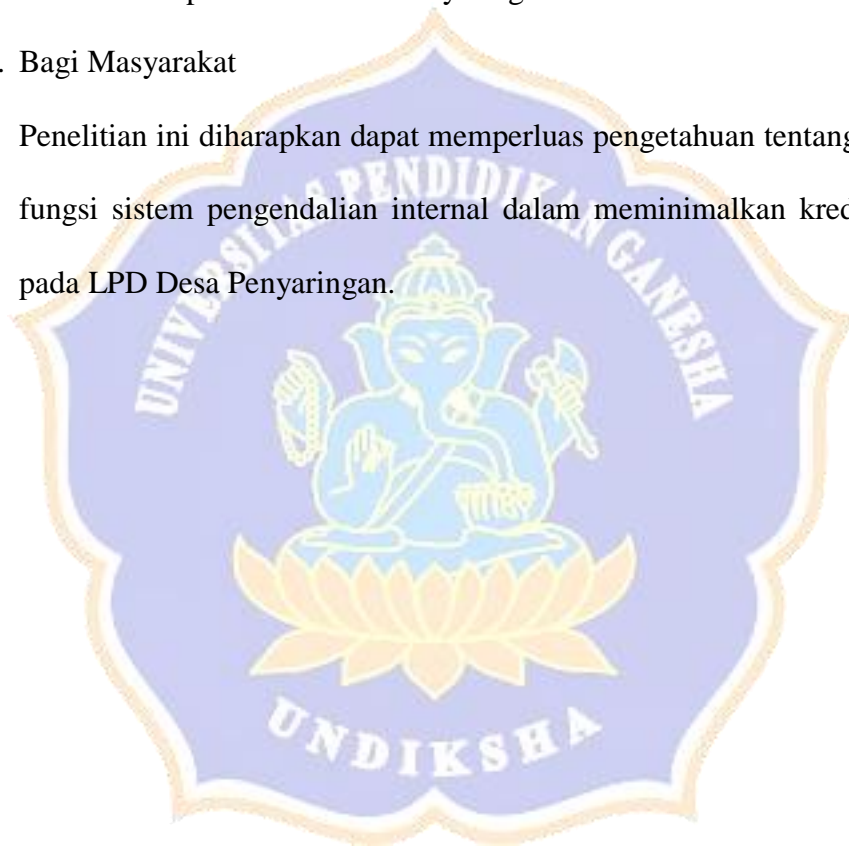 . Bagi Masyarakat
Penelitian ini diharapkan dapat memperluas pengetahuan tentang
fungsi sistem pengendalian internal dalam meminimalkan kred
pada LPD Desa Penyaringan.
UNIVERSITAS PENDIDIKAN GANESHA
UNDIKSHA